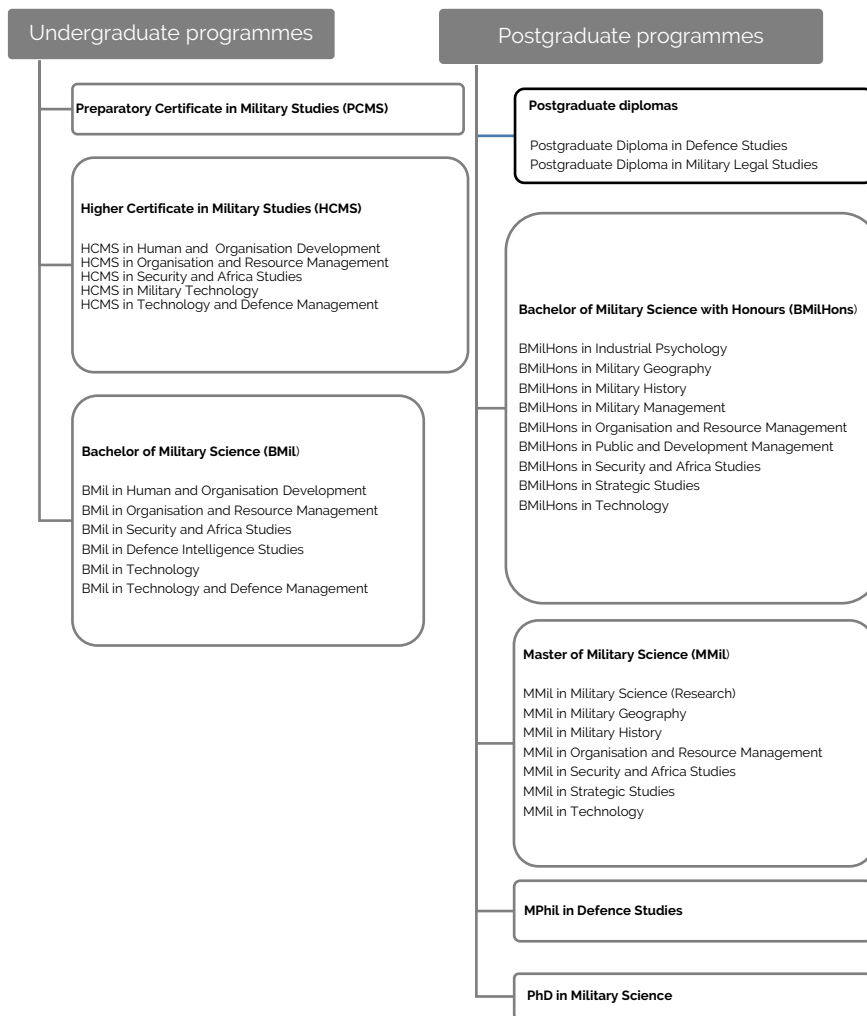 Undergraduate programmes
Preparatory Certificate in Military Studies (PCMS)
Higher Certificate in Military Studies (HCMS)
HCMS in Human and  Organisation Development
HCMS in Organisation and Resource Management
HCMS in Security and Africa Studies
HCMS in Military Technology
HCMS in Technology and Defence Management
Bachelor of Military Science (BMil)
BMil in Human and Organisation Development
BMil in Organisation and Resource Management
BMil in Security and Africa Studies
BMil in Defence Intelligence Studies
BMil in Technology
BMil in Technology and Defence Management
Postgraduate programmes
Postgraduate diplomas
Postgraduate Diploma in Defence Studies
Postgraduate Diploma in Military Legal Studies
Bachelor of Military Science with Honours (BMilHons)
BMilHons in Industrial Psychology
BMilHons in Military Geography
BMilHons in Military History
BMilHons in Military Management
BMilHons in Organisation and Resource Management
BMilHons in Public and Development Management
BMilHons in Security and Africa Studies
BMilHons in Strategic Studies
BMilHons in Technology
Master of Military Science (MMil)
MMil in Military Science (Research)
MMil in Military Geography
MMil in Military History
MMil in Organisation and Resource Management
MMil in Security and Africa Studies
MMil in Strategic Studies
MMil in Technology
MPhil in Defence Studies
PhD in Military Science